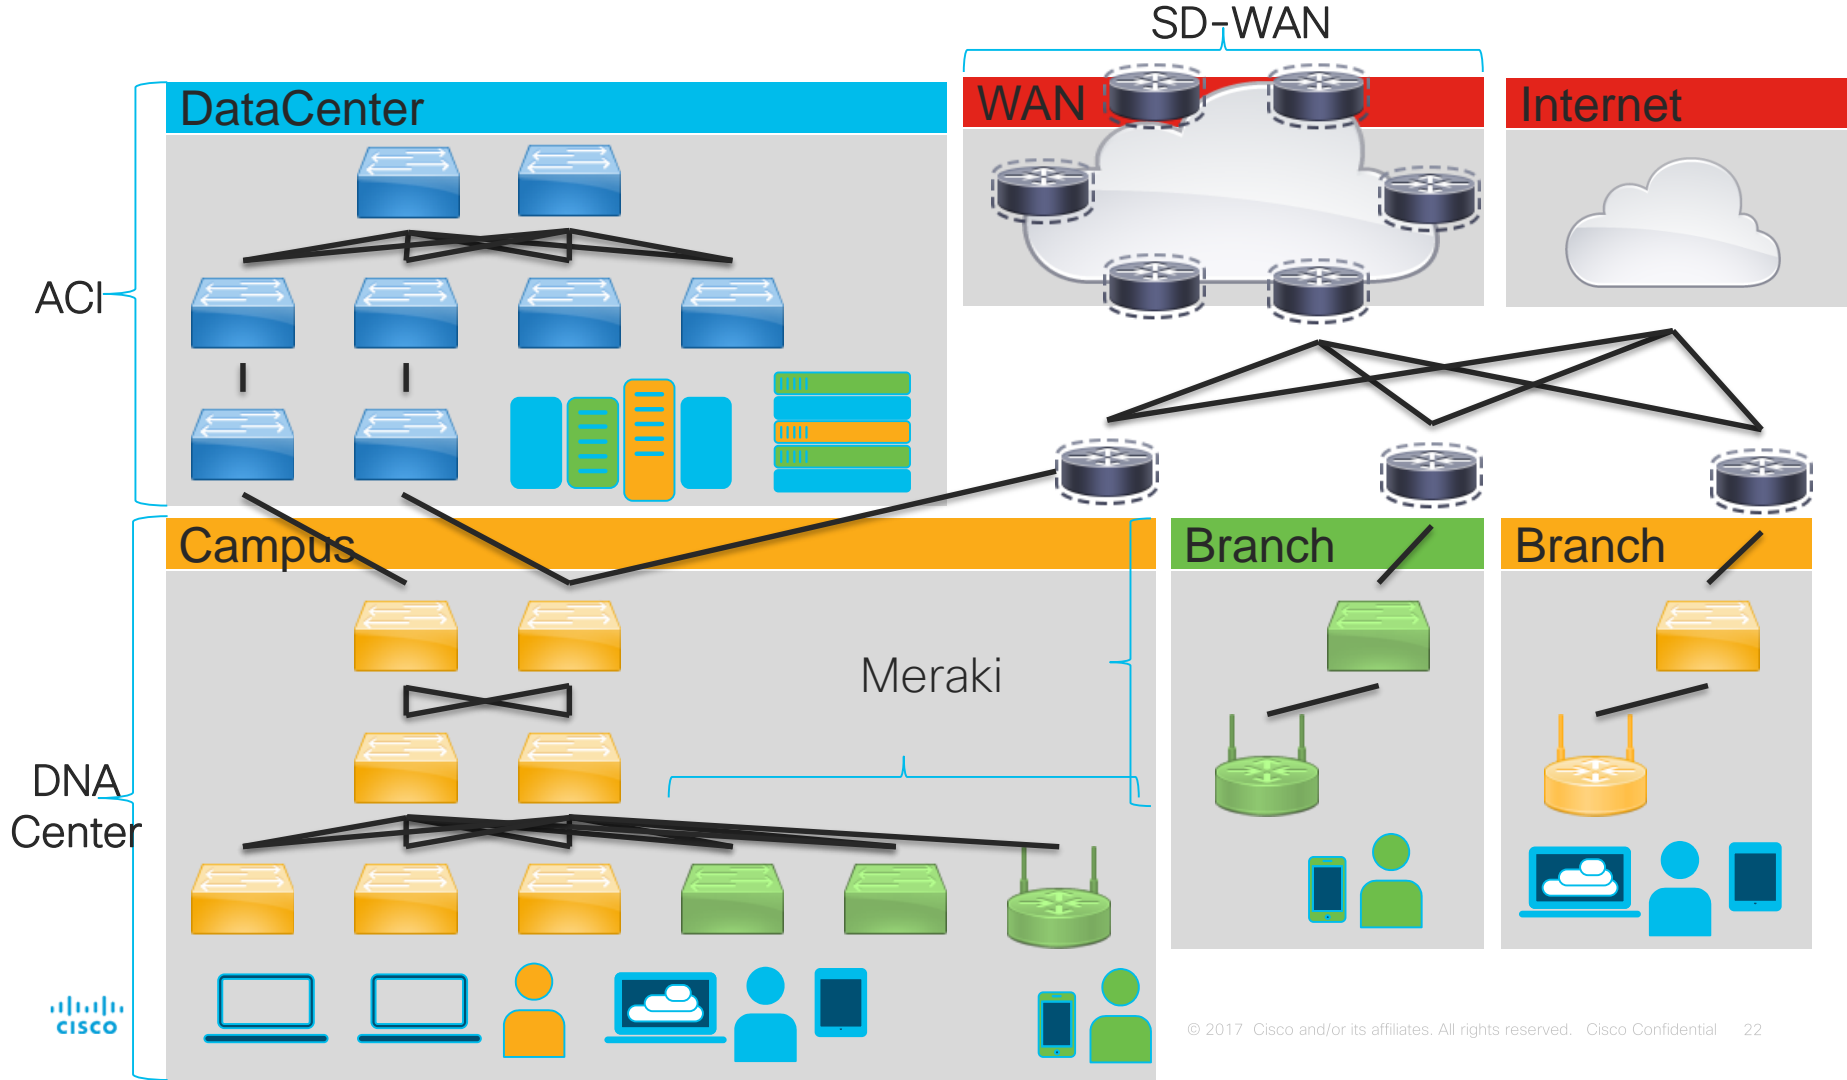 SD-WAN
DataCenter
WAN
Internet
ACI
Campus
Branch
Branch
Meraki
DNA
Center
CISCO
© 2017 Cisco and/or its affiliates. All rights reserved. Cisco Confidential 22